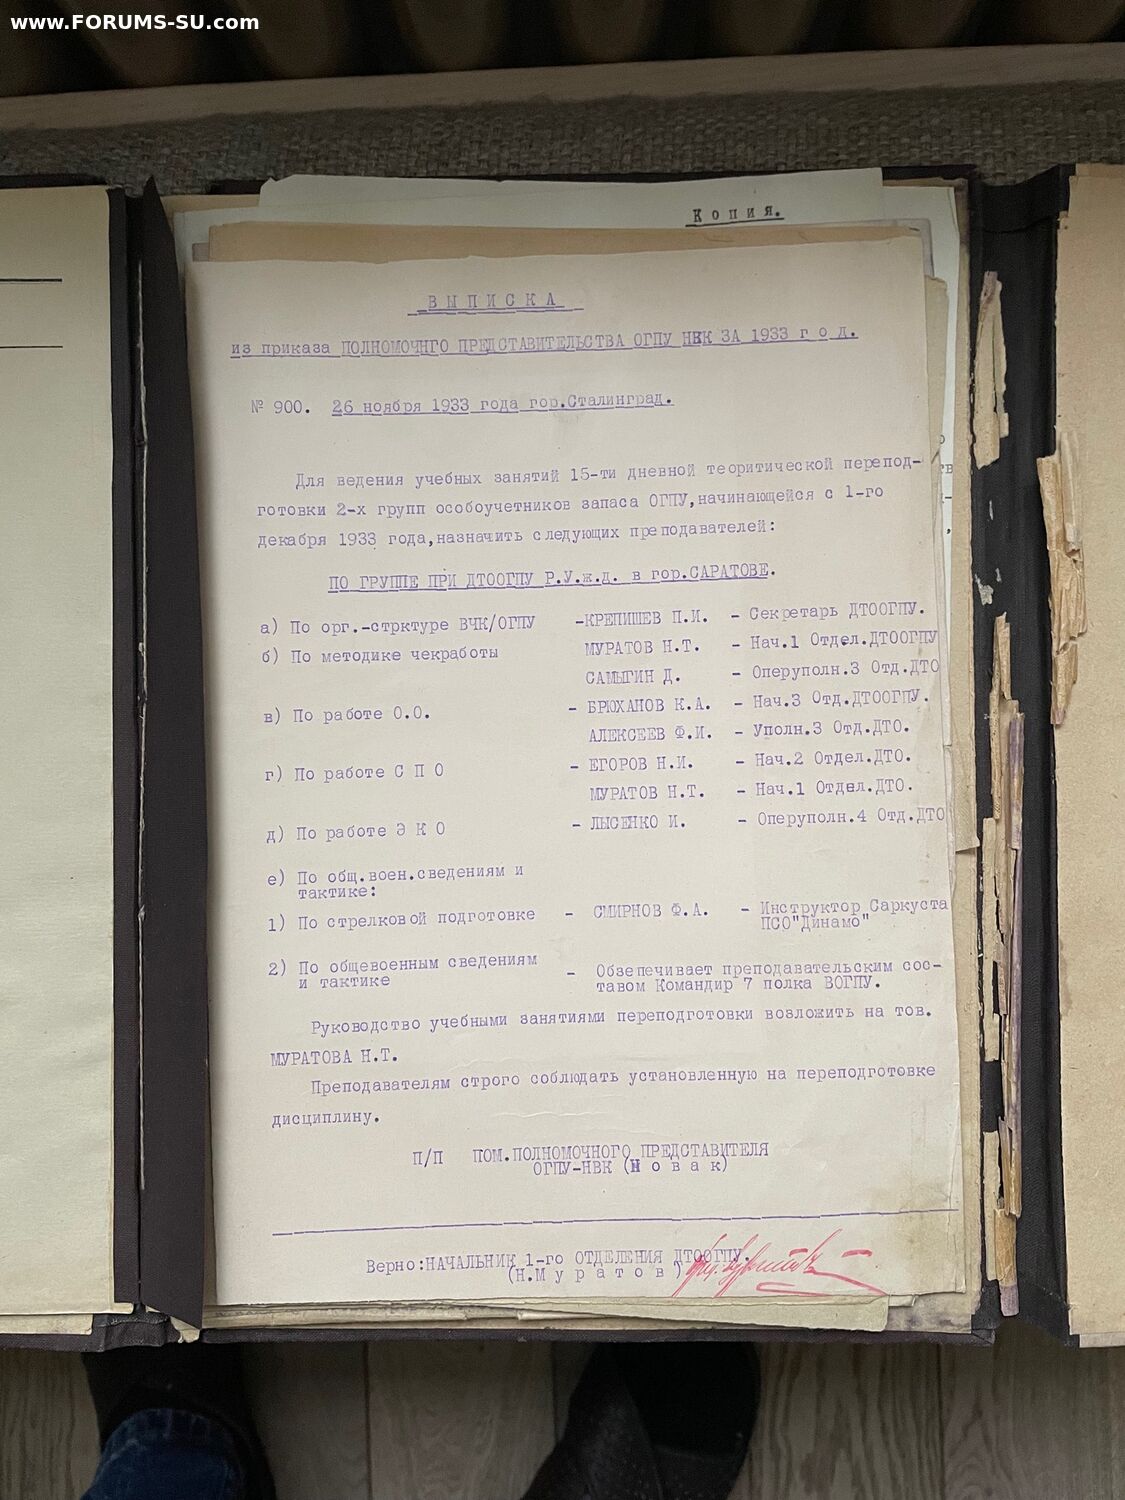 www.FORUMS-SU.com
Копия.
ВЫПИСКА
из приказа ПОЛНОМОЧНГО ПРЕДСТАВИТЕЛЬСТВА ОГПУ НВК ЗА 1933 г о д.
№ 900. 26 ноября 1933 года гор.Сталинград.
Для ведения учебных занятий 15-ти дневной теоритической перепод-
готовки 2-х групп особоучетников запаса ОГПУ,начинающейся с 1-го
декабря 1933 года,назначить следующих преподавателей:
ПО ГРУППЕ ПРИ ДТООГПУ Р.У.ж.д. в гор.САРАТОВЕ.
а) По орг.-стрктуре ВЧК/ОГПУ -КРЕПИШЕВ П.И. - Секретарь ДТООГПУ.
б) По методике чекработы МУРАТОВ Н.Т. - Нач.1 Отдел.ДТООГПУ
САМЫГИН Д. - Оперуполн.3 Отд.ДТО
в) По работе О.О. - БРЮХАНОВ К.А. - Нач.3 Отд.ДТООГПУ.
АЛЕКСЕЕВ Ф.И. - Уполн.3 Отд.ДТО.
г) По работе С П О - ЕГОРОВ Н.И. - Нач.2 Отдел.ДТО.
МУРАТОВ Н.Т. - Нач.1 Отдел.ДТО.
д) По работе Э К О - ЛЫСЕНКО И. - Оперуполн.4 Отд.ДТО
е) По общ.воен.сведениям и
тактике:
1) По стрелковой подготовке - СМИРНОВ Ф.А. - Инструктор Саркуста
ПСО"Динамо"
2) По общевоенным сведениям - Обзепечивает преподавательским сос-
и тактике тавом Командир 7 полка ВОГПУ.
Руководство учебными занятиями переподготовки возложить на тов.
МУРАТОВА Н.Т.
Преподавателям строго соблюдать установленную на переподготовке
дисциплину.
П/П ПОМ.ПОЛНОМОЧНОГО ПРЕДСТАВИТЕЛЯ
ОГПУ-НВК (Н о в а к)
Верно:НАЧАЛЬНИК 1-го ОТДЕЛЕНИЯ ДТООГПУ.
(Н.М у р а т о в)